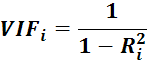 VIF_i = 1 / (1 − R_i^2)